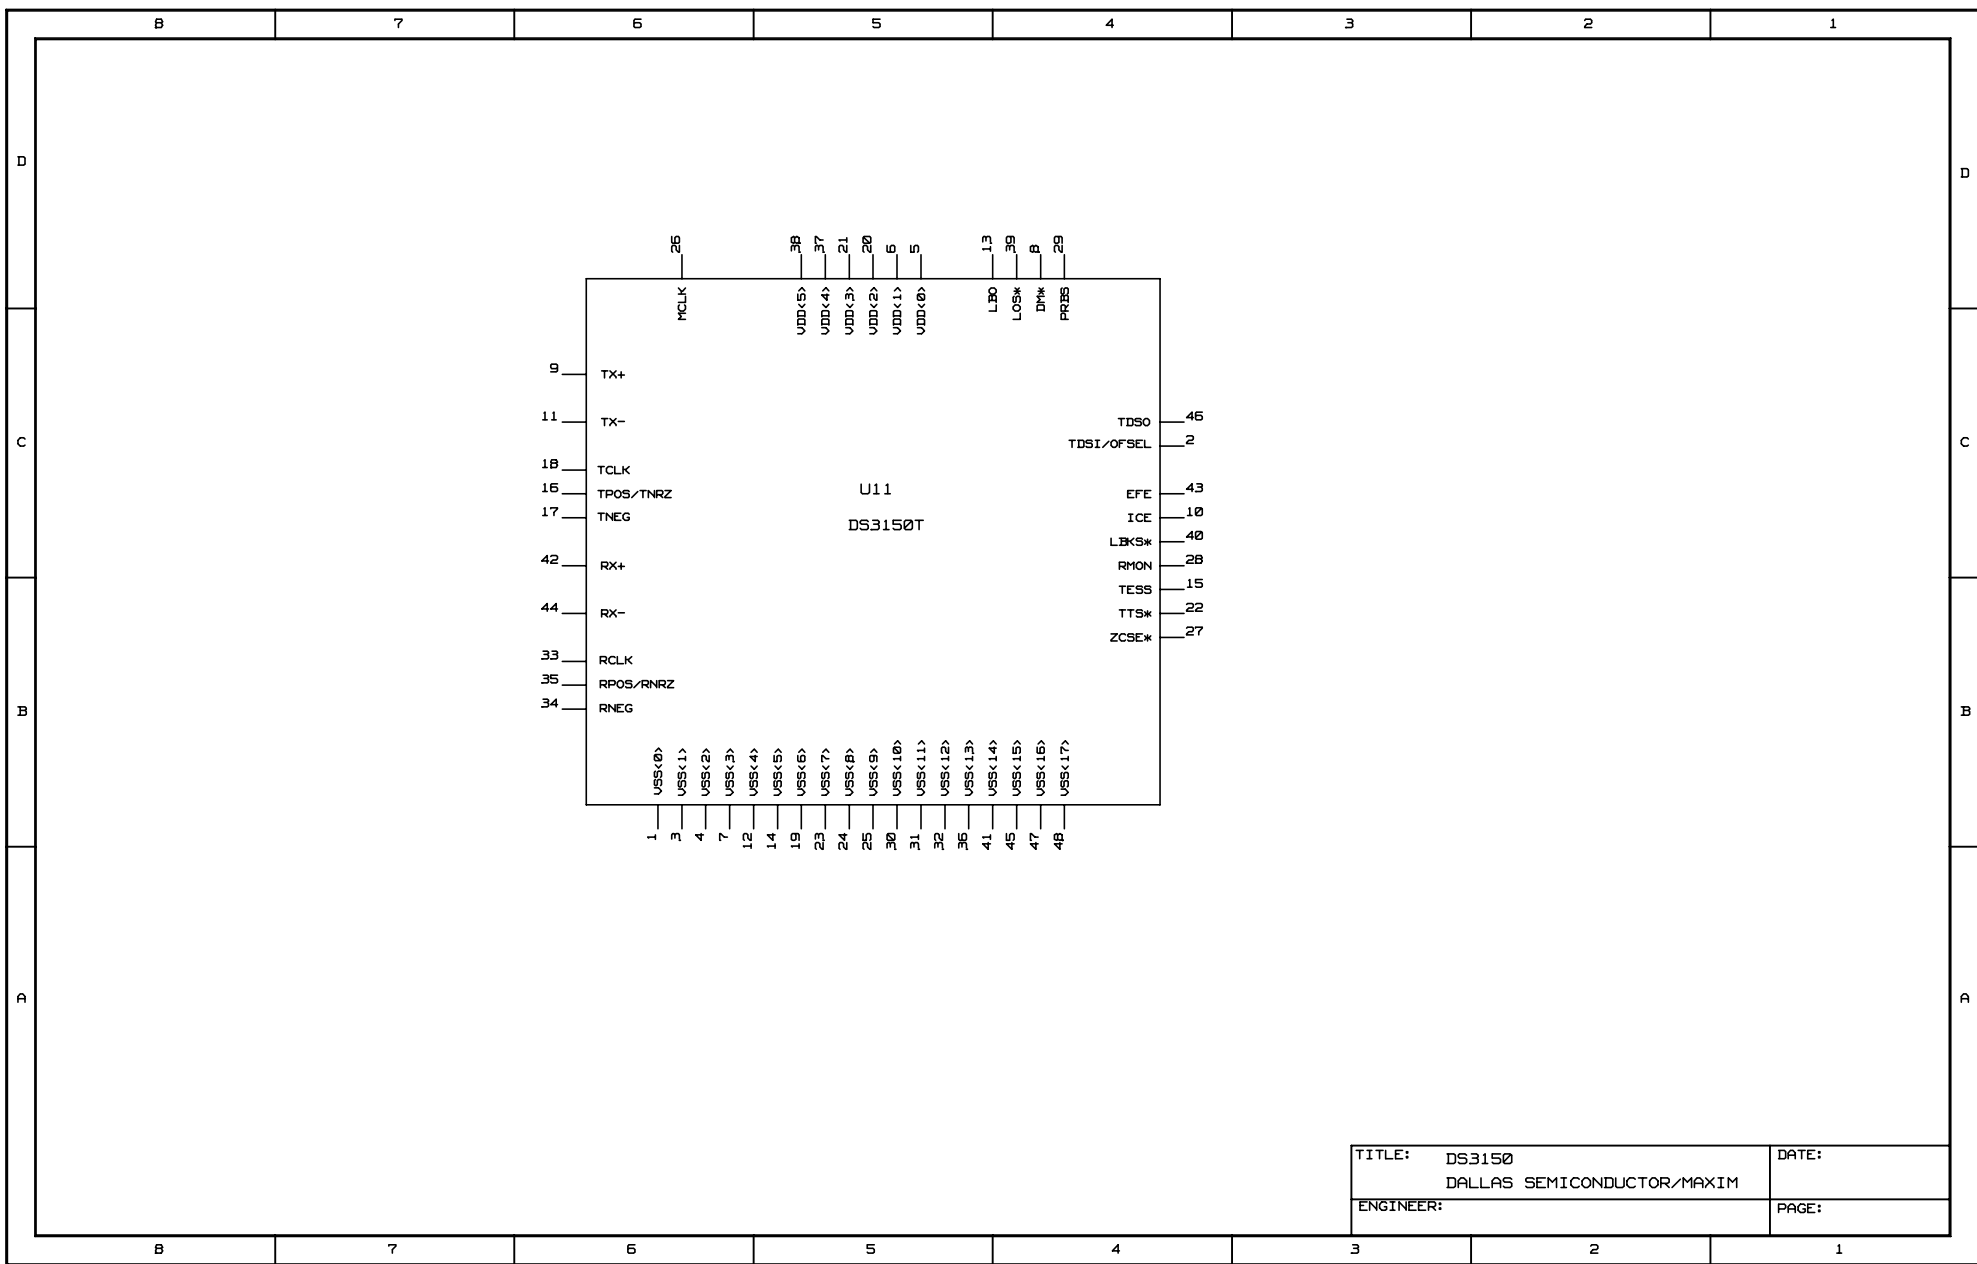 8 7 6 5 4 3 2 1
D D
26 38 37 21 20 6 5 13 39 8 29
MCLK VDD<5> VDD<4> VDD<3> VDD<2> VDD<1> VDD<0> LBO LOS* DM* PRBS
9 TX+
11 TX- TDSO 46
TDSI/OFSEL 2
C C
18 TCLK
16 TPOS/TNRZ U11 EFE 43
17 TNEG ICE 10
DS3150T
LBKS* 40
42 RX+ RMON 28
TESS 15
44 RX- TTS* 22
ZCSE* 27
33 RCLK
35 RPOS/RNRZ
34 RNEG
B B
VSS<0> VSS<1> VSS<2> VSS<3> VSS<4> VSS<5> VSS<6> VSS<7> VSS<8> VSS<9> VSS<10> VSS<11> VSS<12> VSS<13> VSS<14> VSS<15> VSS<16> VSS<17>
1 3 4 7 12 14 19 23 24 25 30 31 32 36 41 45 47 48
A A
TITLE: DS3150 DATE:
DALLAS SEMICONDUCTOR/MAXIM
ENGINEER: PAGE:
8 7 6 5 4 3 2 1